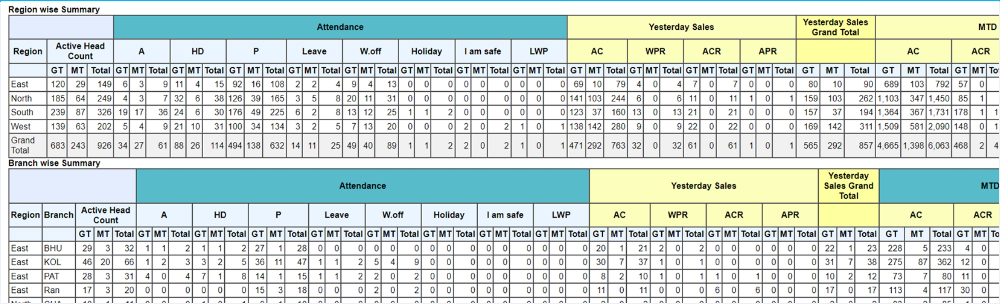 Region wise Summary
Attendance Yesterday Sales Yesterday Sales Grand Total MTD
Region Active Head Count A HD P Leave W.off Holiday I am safe LWP AC WPR ACR APR AC ACR
GT MT Total GT MT Total GT MT Total GT MT Total GT MT Total GT MT Total GT MT Total GT MT Total GT MT Total GT MT Total GT MT Total GT MT Total GT MT Total GT MT Total GT MT Total GT MT
East 120 29 149 6 3 9 11 4 15 92 16 108 2 2 4 9 4 13 0 0 0 0 0 0 0 0 0 69 10 79 4 0 4 7 0 7 0 0 0 80 10 90 689 103 792 57 0
North 185 64 249 4 3 7 32 6 38 126 39 165 3 5 8 20 11 31 0 0 0 0 0 0 0 0 0 141 103 244 6 0 6 11 0 11 1 0 1 159 103 262 1,103 347 1,450 85 1
South 239 87 326 19 17 36 24 6 30 176 49 225 6 2 8 13 12 25 1 1 2 0 0 0 0 0 0 123 37 160 13 0 13 21 0 21 0 0 0 157 37 194 1,364 367 1,731 178 1
West 139 63 202 5 4 9 21 10 31 100 34 134 3 2 5 7 13 20 0 0 0 2 0 2 1 0 1 138 142 280 9 0 9 22 0 22 0 0 0 169 142 311 1,509 581 2,090 148 0
Grand Total 683 243 926 34 27 61 88 26 114 494 138 632 14 11 25 49 40 89 1 1 2 2 0 2 1 0 1 471 292 763 32 0 32 61 0 61 1 0 1 565 292 857 4,665 1,398 6,063 468 2
Branch wise Summary
Attendance Yesterday Sales Yesterday Sales Grand Total MTD
Region Branch Active Head Count A HD P Leave W.off Holiday I am safe LWP AC WPR ACR APR AC ACR
GT MT Total GT MT Total GT MT Total GT MT Total GT MT Total GT MT Total GT MT Total GT MT Total GT MT Total GT MT Total GT MT Total GT MT Total GT MT Total GT MT Total GT MT Total GT MT
East BHU 29 3 32 1 1 2 1 1 2 27 1 28 0 0 0 0 0 0 0 0 0 0 0 0 0 0 0 20 1 21 2 0 2 0 0 0 0 0 0 22 1 23 228 5 233 4 0
East KOL 46 20 66 1 2 3 3 2 5 36 11 47 1 1 2 5 4 9 0 0 0 0 0 0 0 0 0 30 7 37 1 0 1 0 0 0 0 0 0 31 7 38 275 87 362 12 0
East PAT 28 3 31 4 0 4 7 1 8 14 1 15 1 1 2 2 0 2 0 0 0 0 0 0 0 0 0 8 2 10 1 0 1 1 0 1 0 0 0 10 2 12 73 7 80 11 0
East Ran 17 3 20 0 0 0 0 0 0 15 3 18 0 0 0 2 0 2 0 0 0 0 0 0 0 0 0 11 0 11 0 0 0 6 0 6 0 0 0 17 0 17 113 4 117 30 0